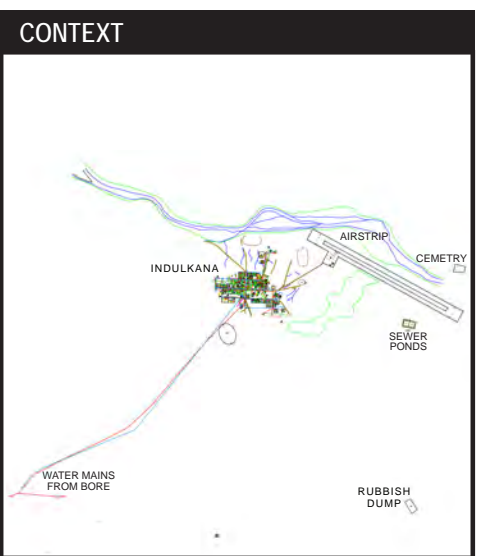 CONTEXT
AIRSTRIP
CEMETRY
INDULKANA
SEWER
PONDS
WATER MAINS
FROM BORE
RUBBISH
DUMP